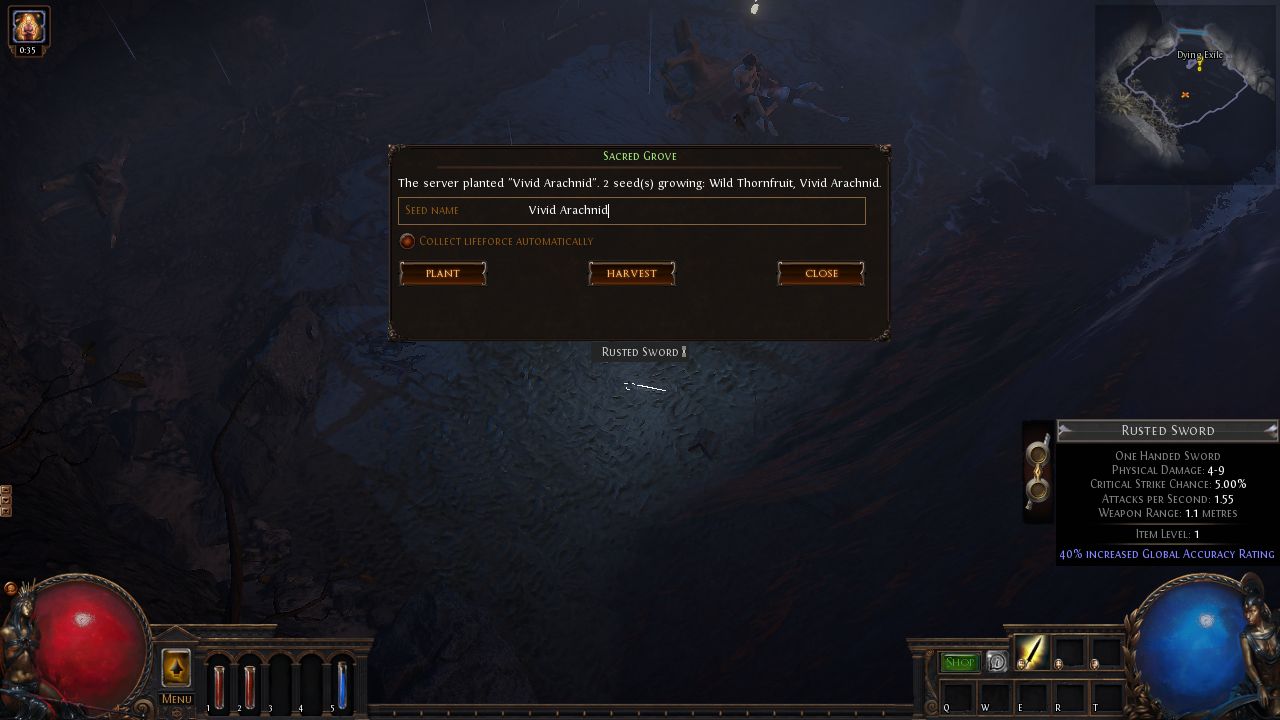 0:35
Dying Exile
Sacred Grove
The server planted "Vivid Arachnid". 2 seed(s) growing: Wild Thornfruit, Vivid Arachnid.
Seed name Vivid Arachnid
Collect lifeforce automatically
Plant Harvest Close
Rusted Sword
Rusted Sword
One Handed Sword
Physical Damage: 4-9
Critical Strike Chance: 5.00%
Attacks per Second: 1.55
Weapon Range: 1.1 metres
Item Level: 1
40% increased Global Accuracy Rating
Menu
1 2 3 4 5
Shop
Q W E R T